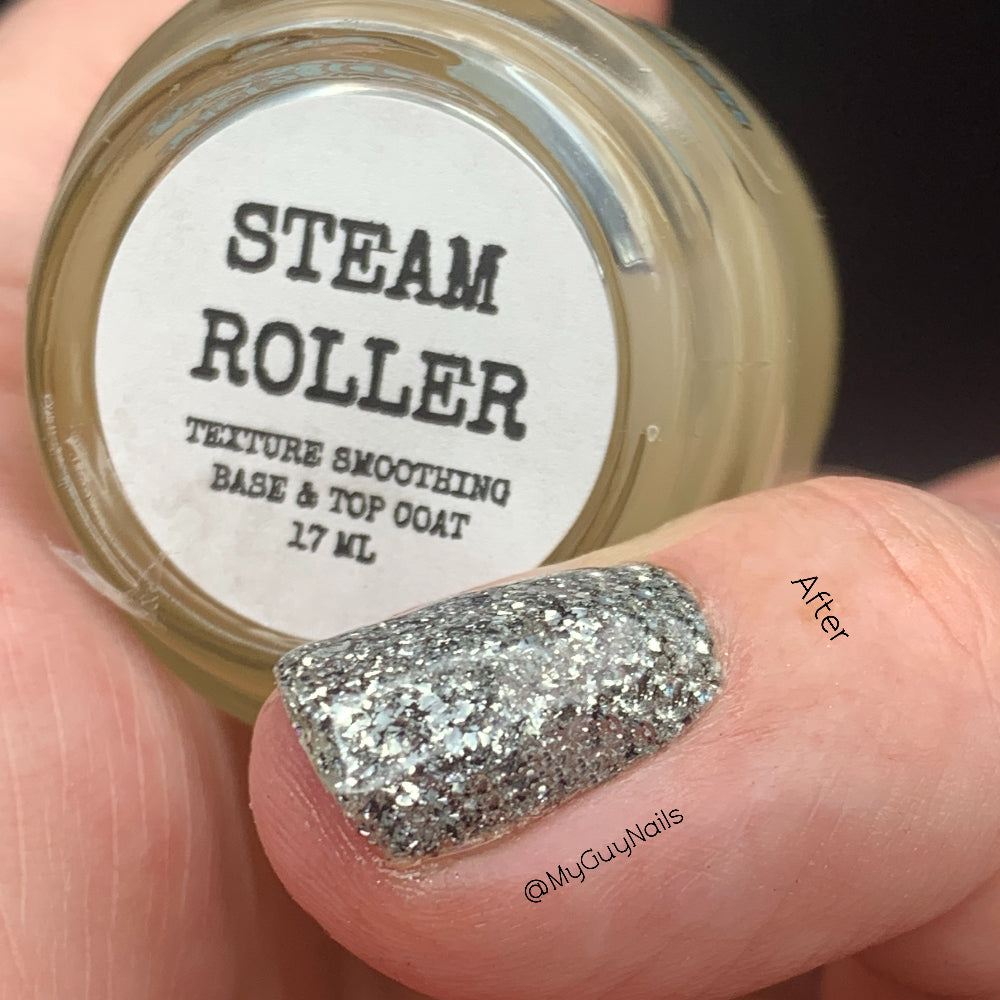 STEAM
ROLLER
TEXTURE SMOOTHING
BASE & TOP COAT
17 ML
After
@MyGuyNails